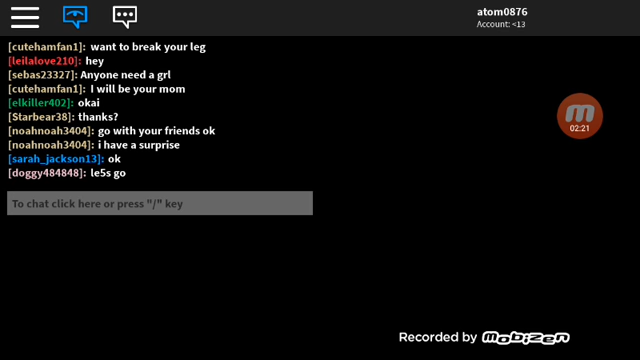 atom0876
Account: <13
[cutehamfan1]: want to break your leg
[leilalove210]: hey
[sebas23327]: Anyone need a grl
[cutehamfan1]: I will be your mom
[elkiller402]: okai
[Starbear38]: thanks?
[noahnoah3404]: go with your friends ok
[noahnoah3404]: i have a surprise
[sarah_jackson13]: ok
[doggy484848]: le5s go
To chat click here or press "/" key
02:21
Recorded by mobizen